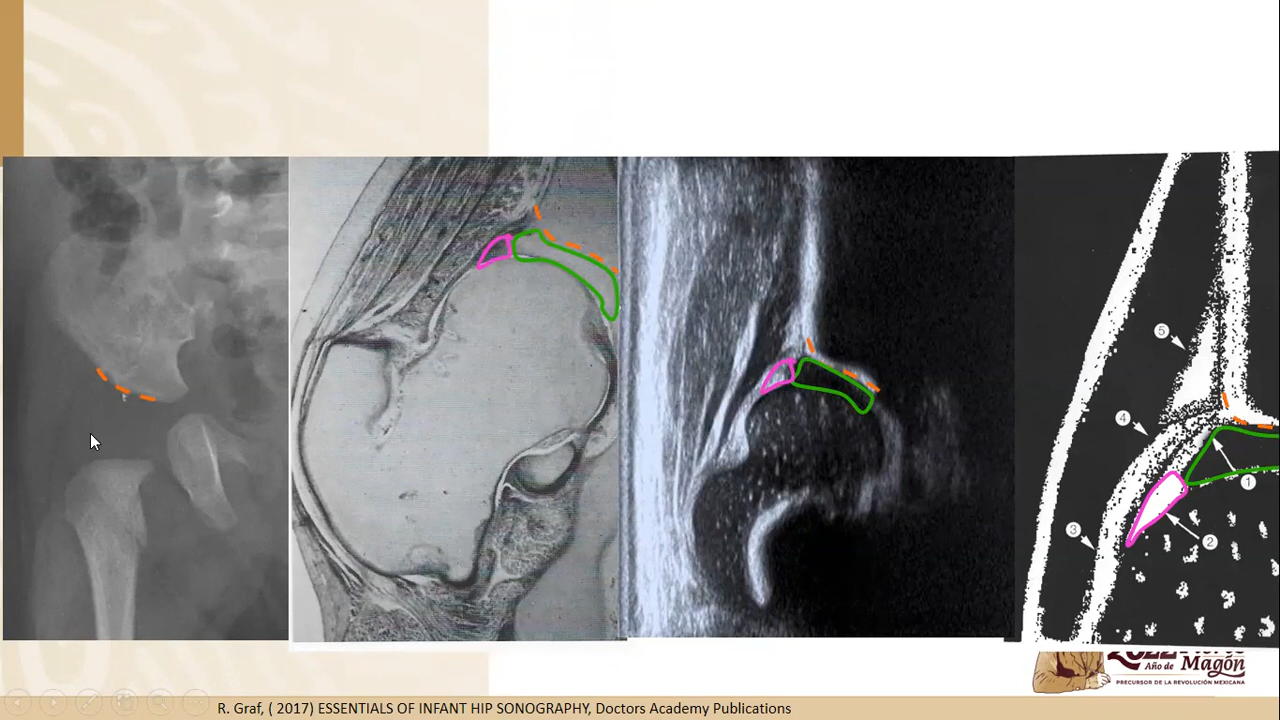 5
4
1
3
2
Año de Magón
PRECURSOR DE LA REVOLUCIÓN MEXICANA
R. Graf, ( 2017) ESSENTIALS OF INFANT HIP SONOGRAPHY, Doctors Academy Publications